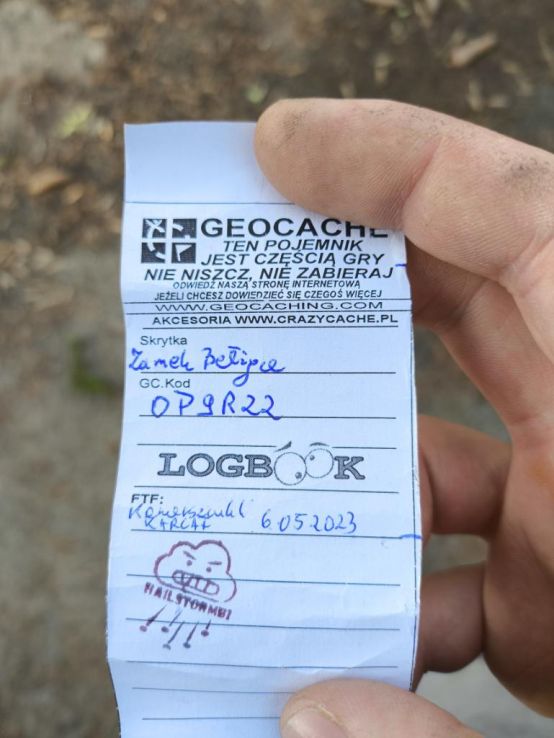 GEOCACHE
TEN POJEMNIK
JEST CZĘŚCIĄ GRY
NIE NISZCZ, NIE ZABIERAJ
ODWIEDŹ NASZĄ STRONĘ INTERNETOWĄ
JEŻELI CHCESZ DOWIEDZIEĆ SIĘ CZEGOŚ WIĘCEJ
WWW.GEOCACHING.COM
AKCESORIA WWW.CRAZYCACHE.PL
Skrytka
Zamek
GC.Kod
OP9R22
LOGBOOK
FTF:
6 05 2023
HAILSTORM81